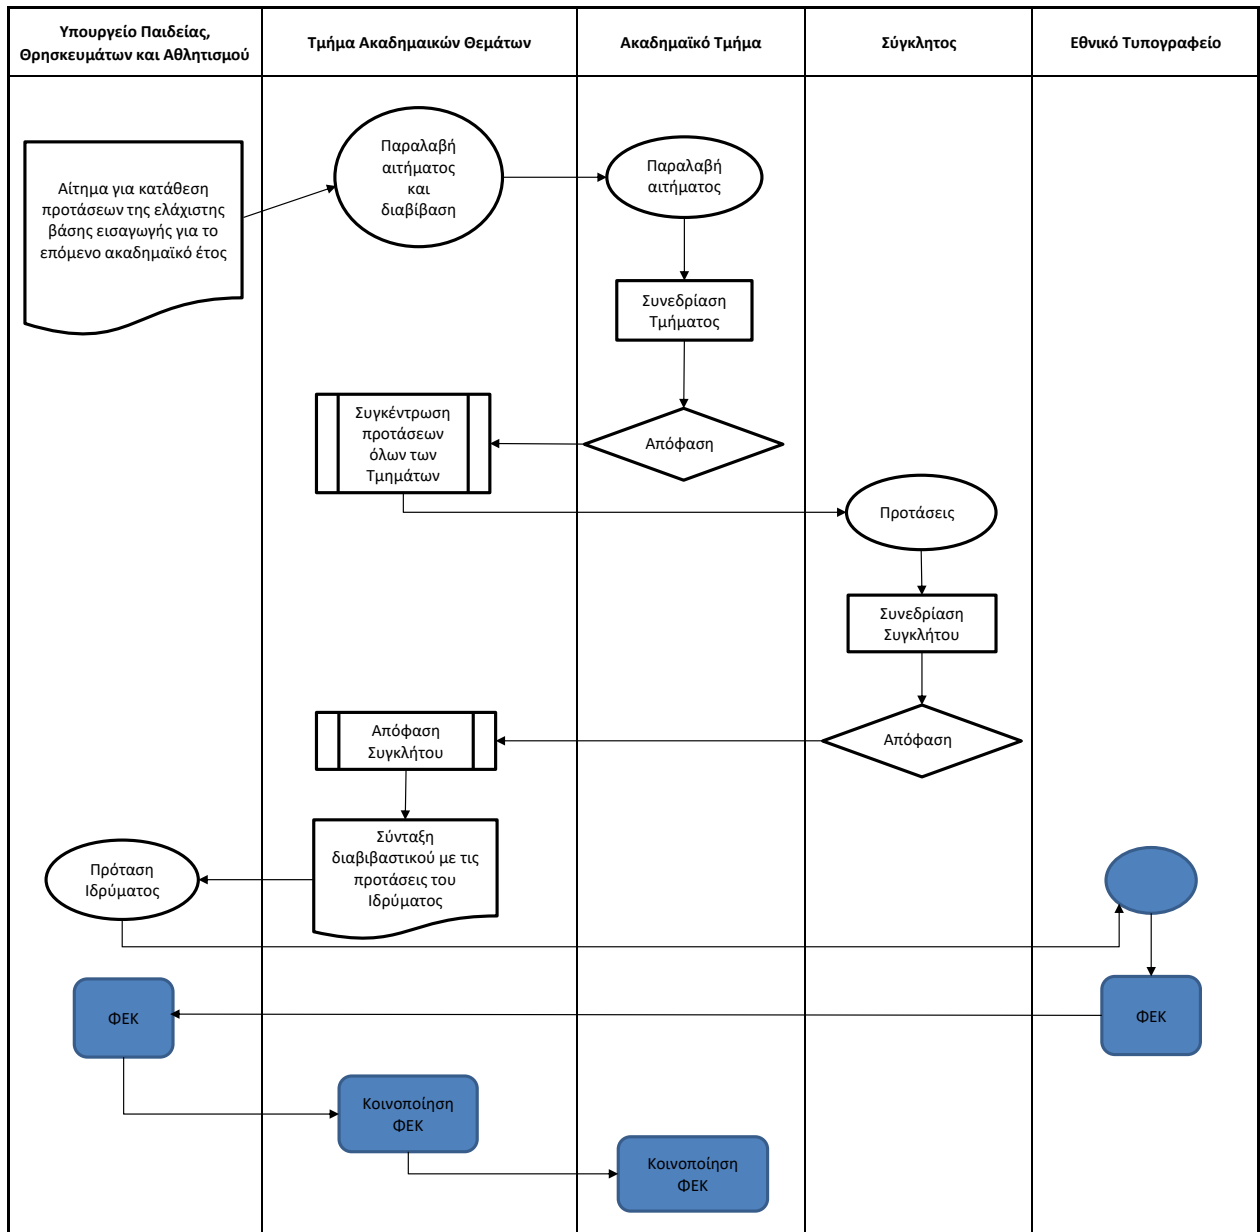 Υπουργείο Παιδείας,
Θρησκευμάτων και Αθλητισμού
Τμήμα Ακαδημαικών Θεμάτων
Ακαδημαϊκό Τμήμα
Σύγκλητος
Εθνικό Τυπογραφείο
Αίτημα για κατάθεση
προτάσεων της ελάχιστης
βάσης εισαγωγής για το
επόμενο ακαδημαϊκό έτος
Παραλαβή
αιτήματος
και
διαβίβαση
Παραλαβή
αιτήματος
Συνεδρίαση
Τμήματος
Απόφαση
Συγκέντρωση
προτάσεων
όλων των
Τμημάτων
Προτάσεις
Συνεδρίαση
Συγκλήτου
Απόφαση
Απόφαση
Συγκλήτου
Σύνταξη
διαβιβαστικού με τις
προτάσεις του
Ιδρύματος
Πρόταση
Ιδρύματος
ΦΕΚ
ΦΕΚ
Κοινοποίηση
ΦΕΚ
Κοινοποίηση
ΦΕΚ